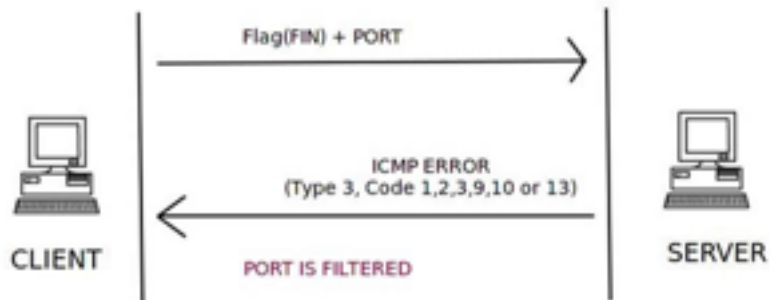 Flag(FIN) + PORT
ICMP ERROR
(Type 3, Code 1,2,3,9,10 or 13)
CLIENT
SERVER
PORT IS FILTERED